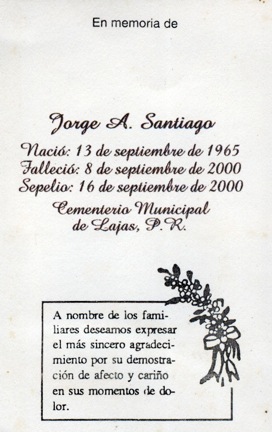 En memoria de
Jorge A. Santiago
Nació: 13 de septiembre de 1965
Falleció: 8 de septiembre de 2000
Sepelio: 16 de septiembre de 2000
Cementerio Municipal
de Lajas, P.R.
A nombre de los fami-
liares deseamos expresar
el más sincero agradeci-
miento por su demostra-
ción de afecto y cariño
en sus momentos de do-
lor.